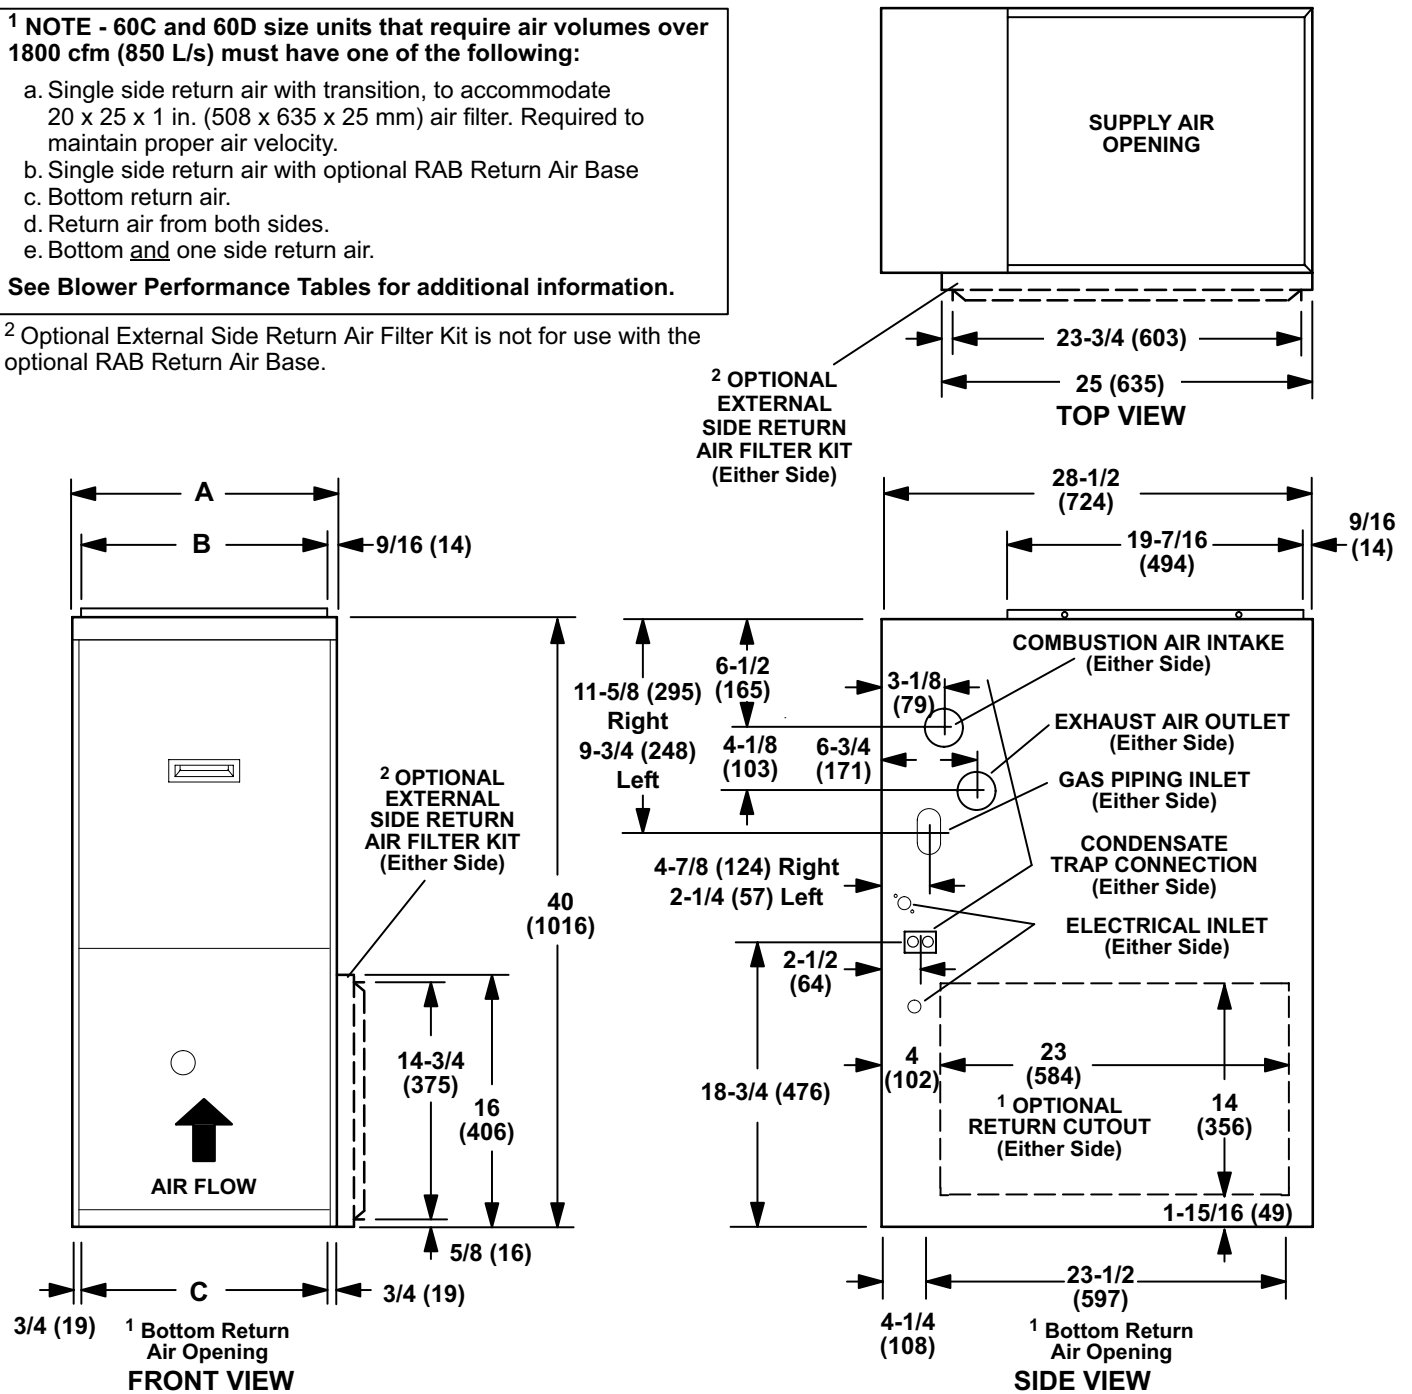 1 NOTE - 60C and 60D size units that require air volumes over
1800 cfm (850 L/s) must have one of the following:
a. Single side return air with transition, to accommodate
20 x 25 x 1 in. (508 x 635 x 25 mm) air filter. Required to
maintain proper air velocity.
b. Single side return air with optional RAB Return Air Base
c. Bottom return air.
d. Return air from both sides.
e. Bottom and one side return air.
See Blower Performance Tables for additional information.
2 Optional External Side Return Air Filter Kit is not for use with the
optional RAB Return Air Base.
SUPPLY AIR
OPENING
23-3/4 (603)
25 (635)
TOP VIEW
2 OPTIONAL
EXTERNAL
SIDE RETURN
AIR FILTER KIT
(Either Side)
A
B
9/16 (14)
2 OPTIONAL
EXTERNAL
SIDE RETURN
AIR FILTER KIT
(Either Side)
40
(1016)
14-3/4
(375)
16
(406)
AIR FLOW
5/8 (16)
C
3/4 (19)
3/4 (19)
1 Bottom Return
Air Opening
FRONT VIEW
28-1/2
(724)
19-7/16
(494)
9/16
(14)
11-5/8 (295)
Right
9-3/4 (248)
Left
6-1/2
(165)
4-1/8
(103)
3-1/8
(79)
6-3/4
(171)
COMBUSTION AIR INTAKE
(Either Side)
EXHAUST AIR OUTLET
(Either Side)
GAS PIPING INLET
(Either Side)
CONDENSATE
TRAP CONNECTION
(Either Side)
ELECTRICAL INLET
(Either Side)
4-7/8 (124) Right
2-1/4 (57) Left
2-1/2
(64)
18-3/4 (476)
4
(102)
23
(584)
1 OPTIONAL
RETURN CUTOUT
(Either Side)
14
(356)
1-15/16 (49)
23-1/2
(597)
4-1/4
(108)
1 Bottom Return
Air Opening
SIDE VIEW